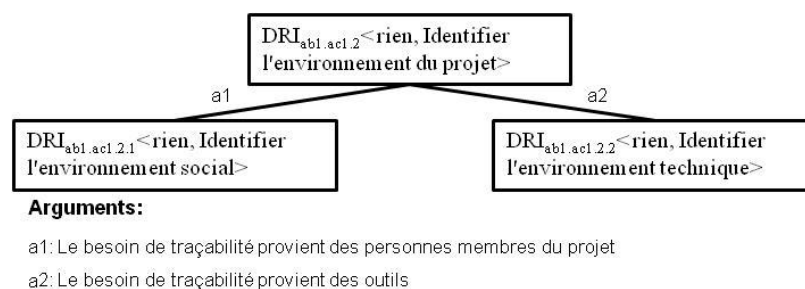 DRIab1.ac1.2<rien, Identifier
l'environnement du projet>
a1
a2
DRIab1.ac1.2.1<rien, Identifier
l'environnement social>
DRIab1.ac1.2.2<rien, Identifier
l'environnement technique>
Arguments:
a1: Le besoin de traçabilité provient des personnes membres du projet
a2: Le besoin de traçabilité provient des outils